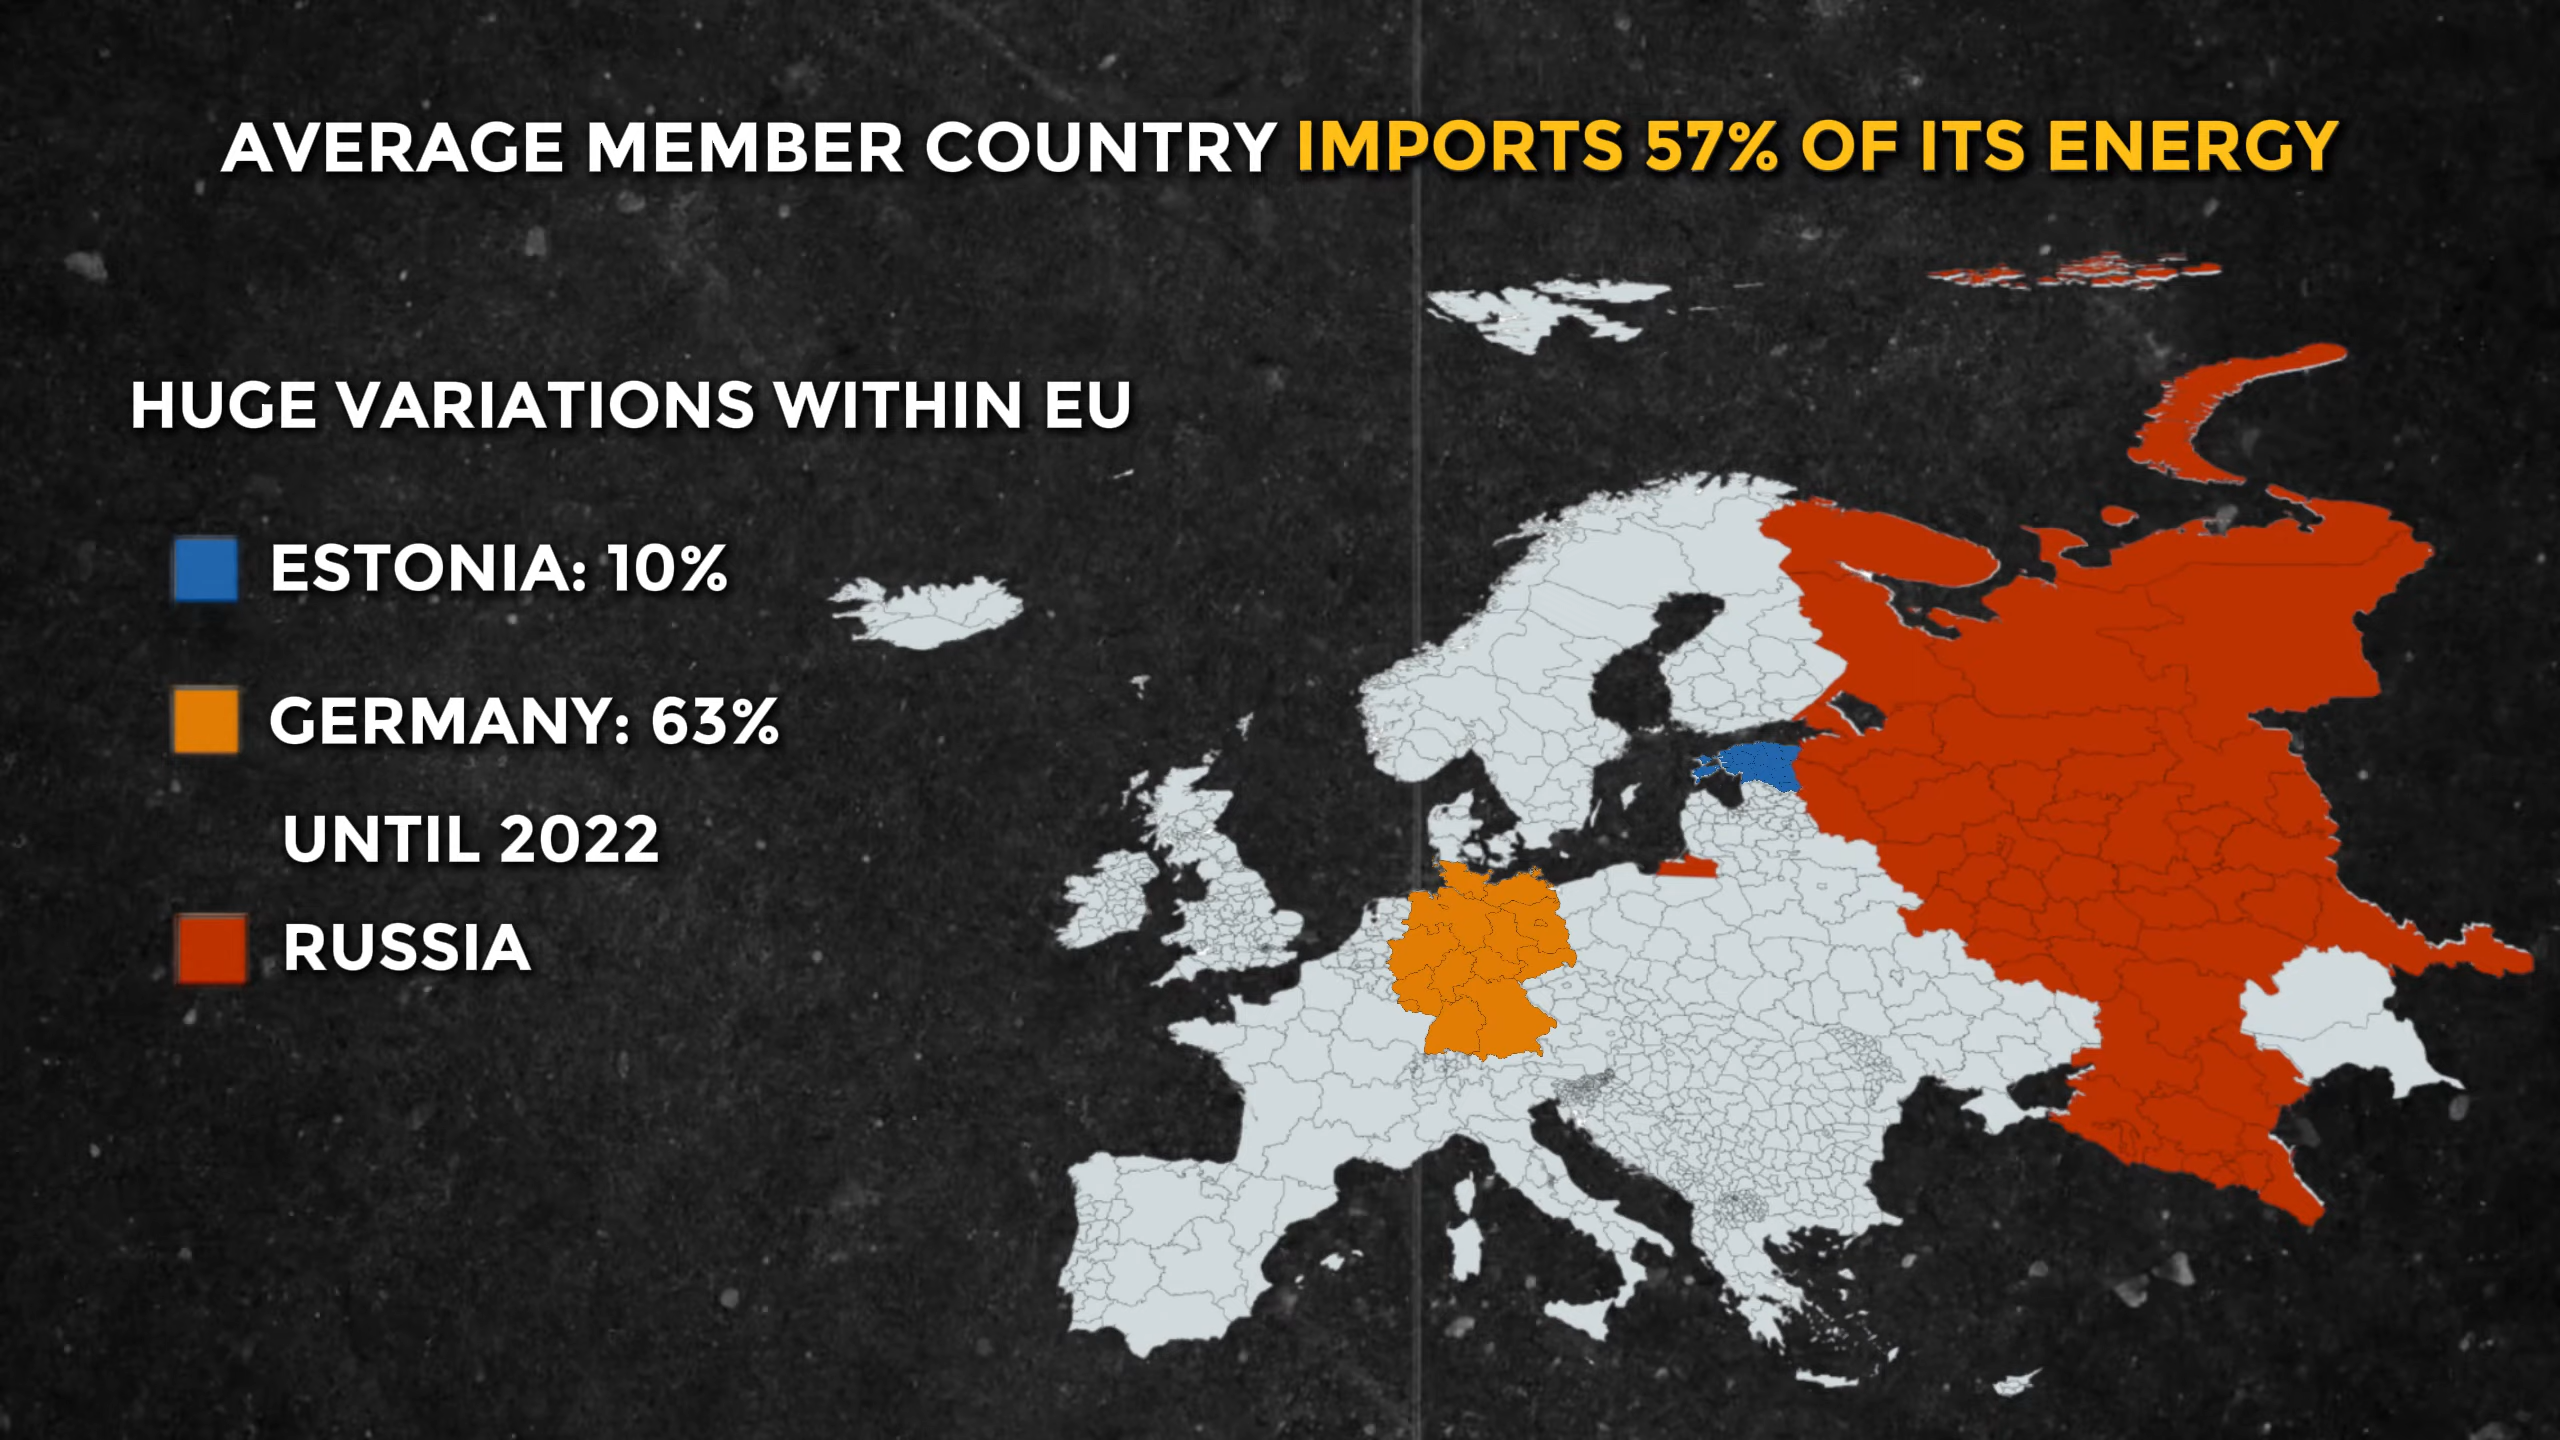 AVERAGE MEMBER COUNTRY IMPORTS 57% OF ITS ENERGY
HUGE VARIATIONS WITHIN EU
ESTONIA: 10%
GERMANY: 63%
UNTIL 2022
RUSSIA